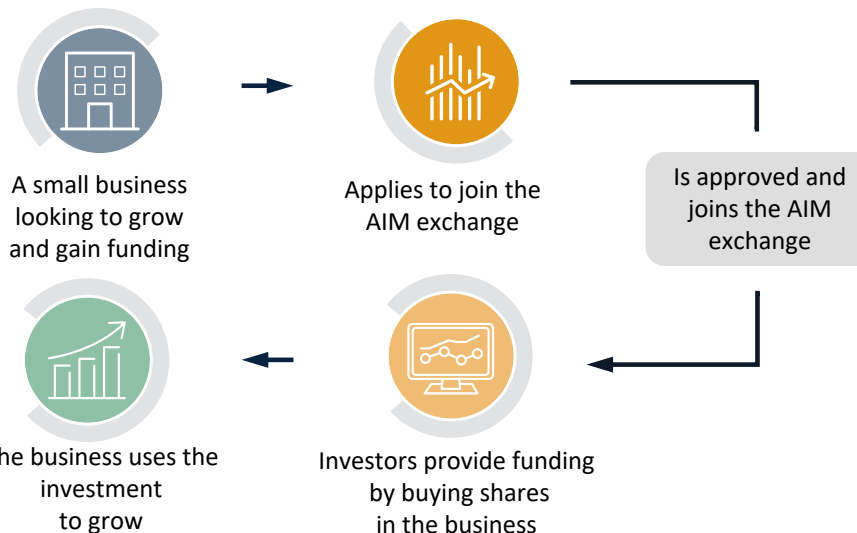 A small business
looking to grow
and gain funding
Applies to join the
AIM exchange
Is approved and
joins the AIM
exchange
Investors provide funding
by buying shares
in the business
he business uses the
investment
to grow